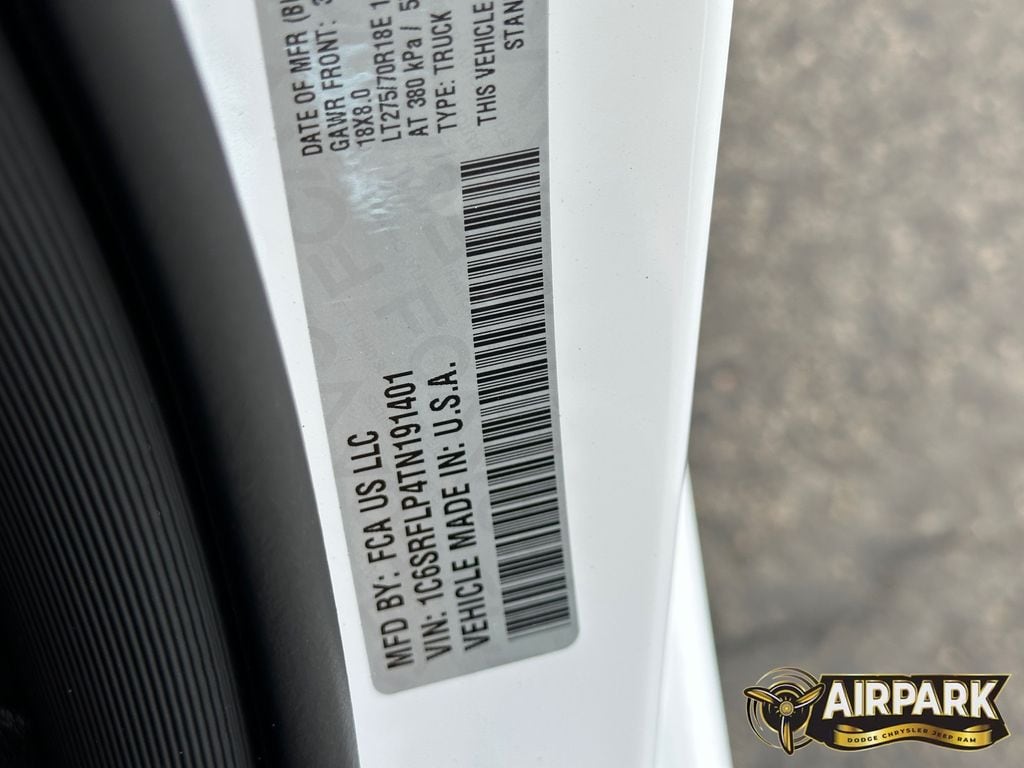 MFD BY: FCA US LLC
VIN: 1C6SRFLP4TN191401
VEHICLE MADE IN: U.S.A.
DATE OF MFR
GAWR FRONT:
18X8.0
LT275/70R18E
AT 380 kPa /
TYPE: TRUCK
THIS VEHICLE
AIRPARK
DODGE CHRYSLER JEEP RAM